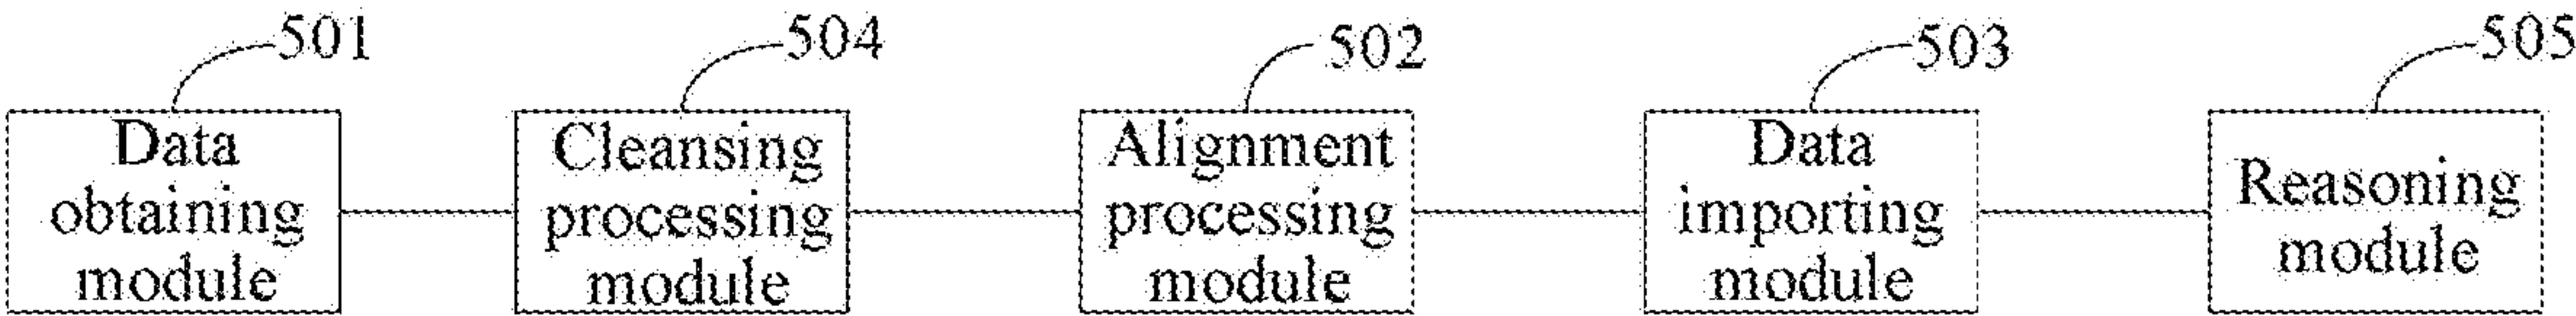 501
504
502
503
505
Data
obtaining
module
Cleansing
processing
module
Alignment
processing
module
Data
importing
module
Reasoning
module